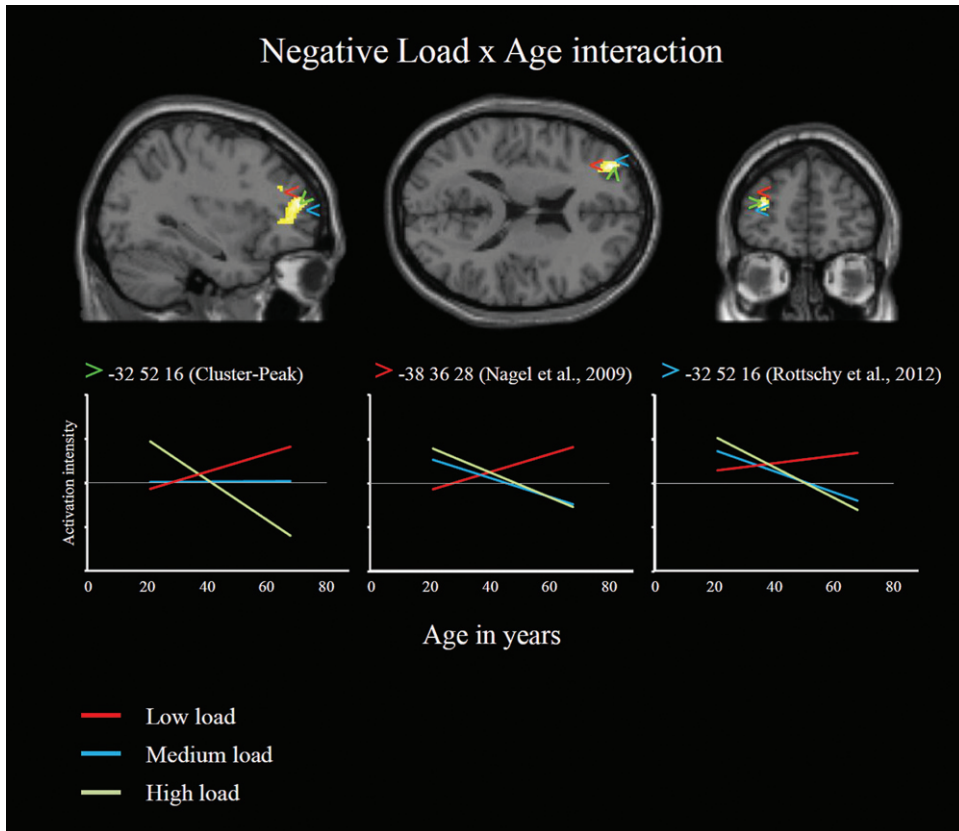 Negative Load x Age interaction
> -32 52 16 (Cluster-Peak)
> -38 36 28 (Nagel et al., 2009)
> -32 52 16 (Rottschy et al., 2012)
Activation intensity
0 20 40 60 80
0 20 40 60 80
0 20 40 60 80
Age in years
Low load
Medium load
High load